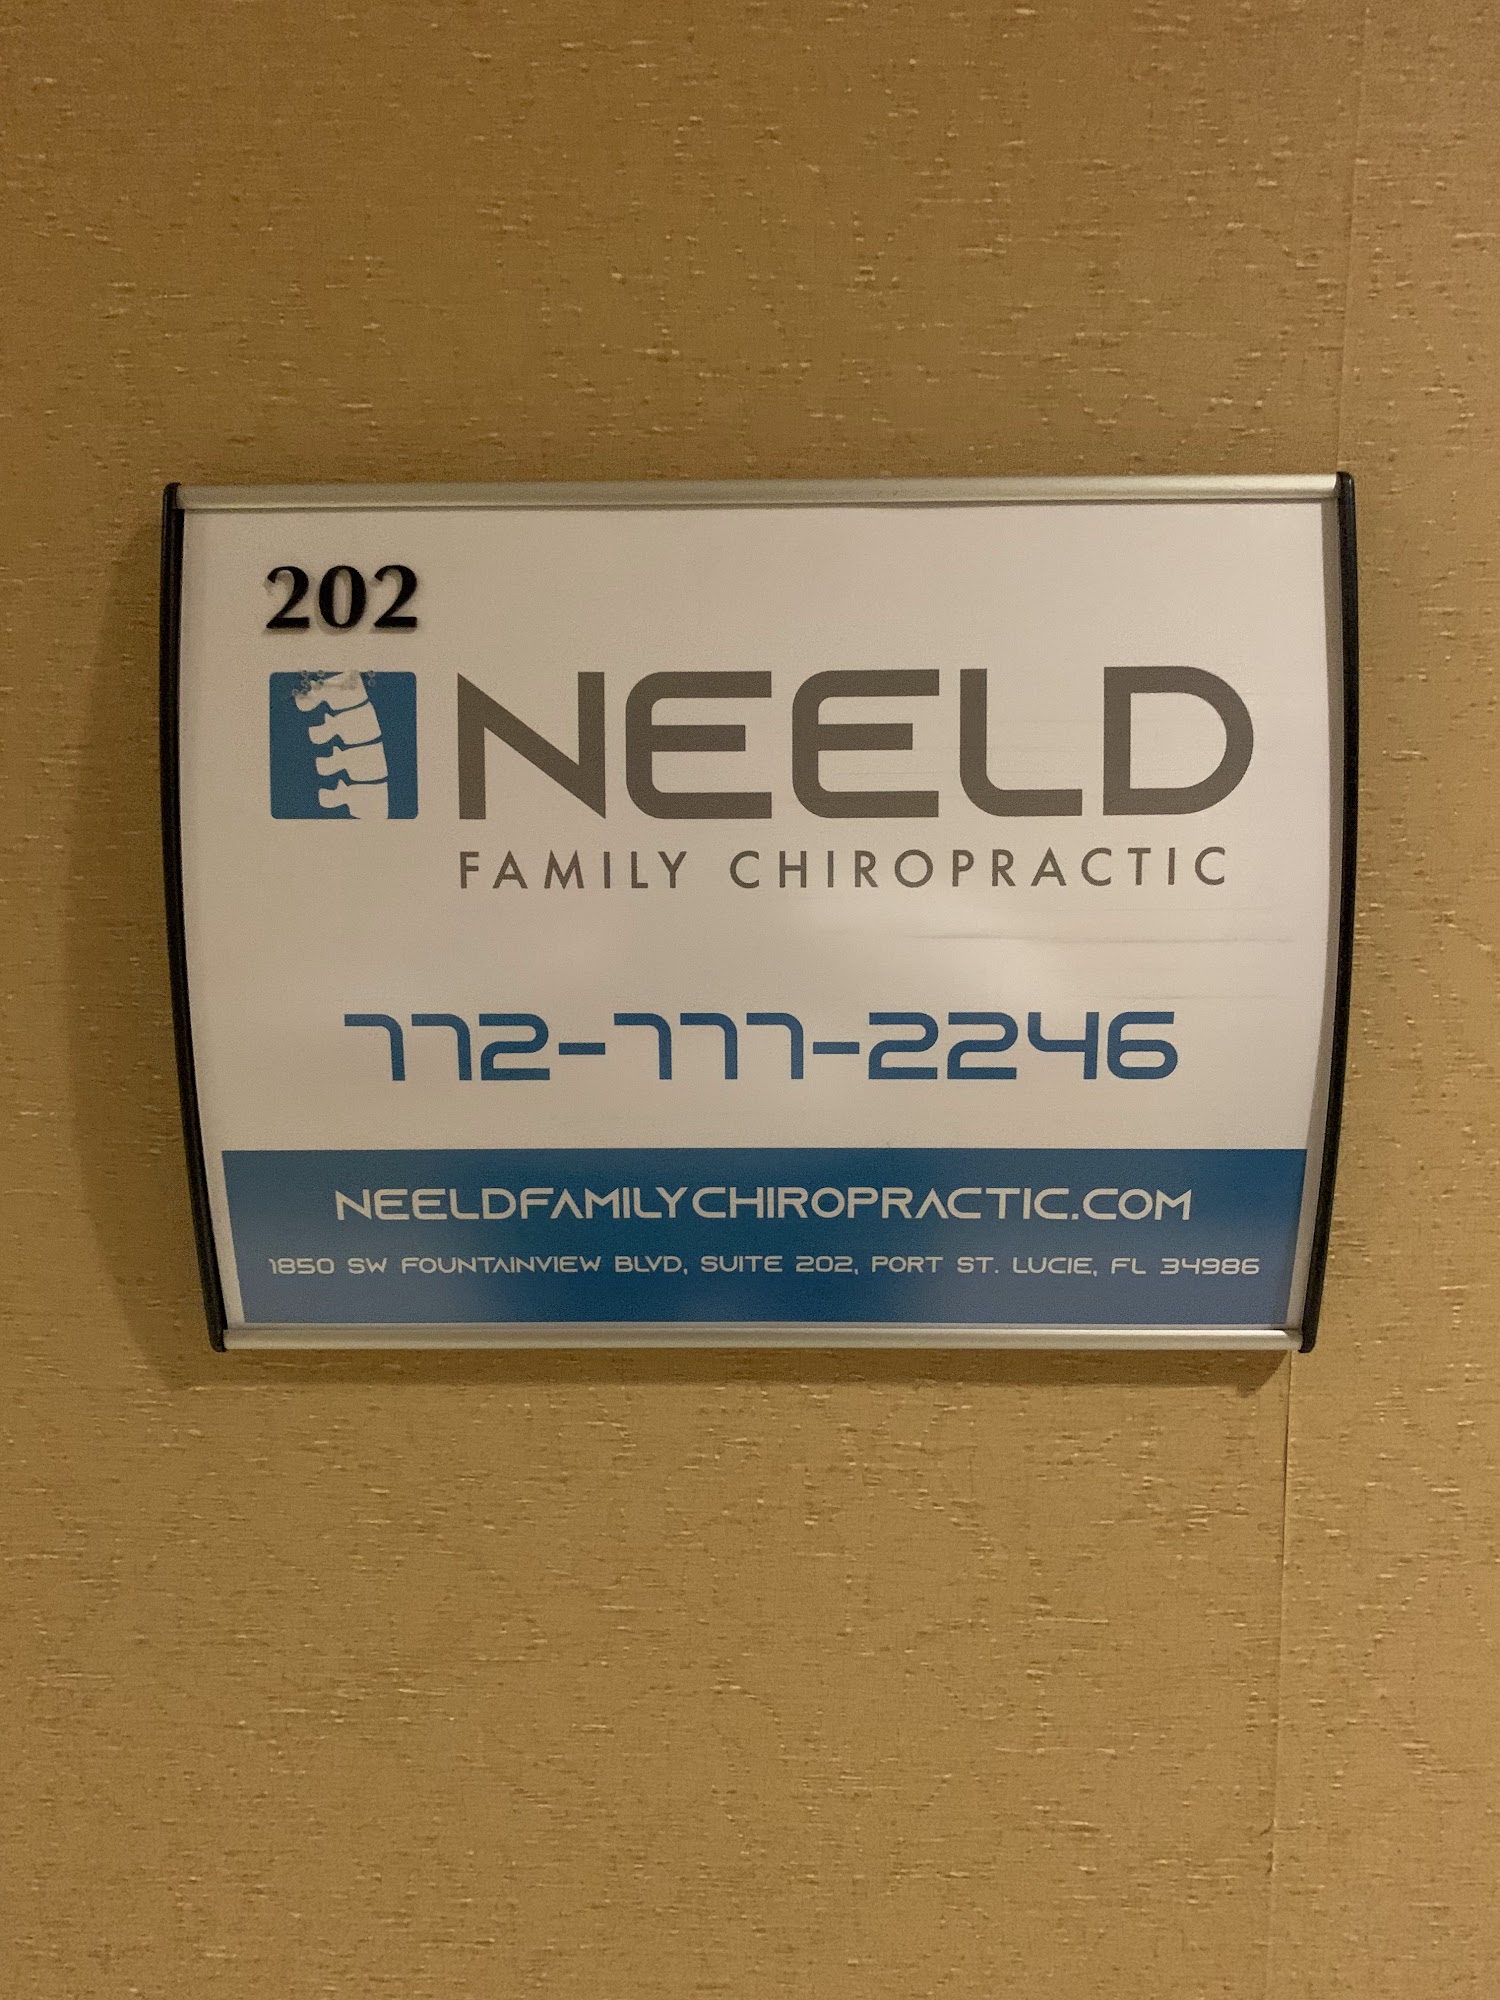 202
NEELD
FAMILY CHIROPRACTIC
772-777-2246
NEELDFAMILYCHIROPRACTIC.COM
1850 SW FOUNTAINVIEW BLVD, SUITE 202, PORT ST. LUCIE, FL 34986